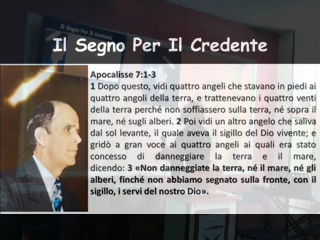 Il Segno Per Il Credente
Apocalisse 7:1-3
1 Dopo questo, vidi quattro angeli che stavano in piedi ai
quattro angoli della terra, e trattenevano i quattro venti
della terra perché non soffiassero sulla terra, né sopra il
mare, né sugli alberi. 2 Poi vidi un altro angelo che saliva
dal sol levante, il quale aveva il sigillo del Dio vivente; e
gridò a gran voce ai quattro angeli ai quali era stato
concesso di danneggiare la terra e il mare,
dicendo: 3 «Non danneggiate la terra, né il mare, né gli
alberi, finché non abbiamo segnato sulla fronte, con il
sigillo, i servi del nostro Dio».